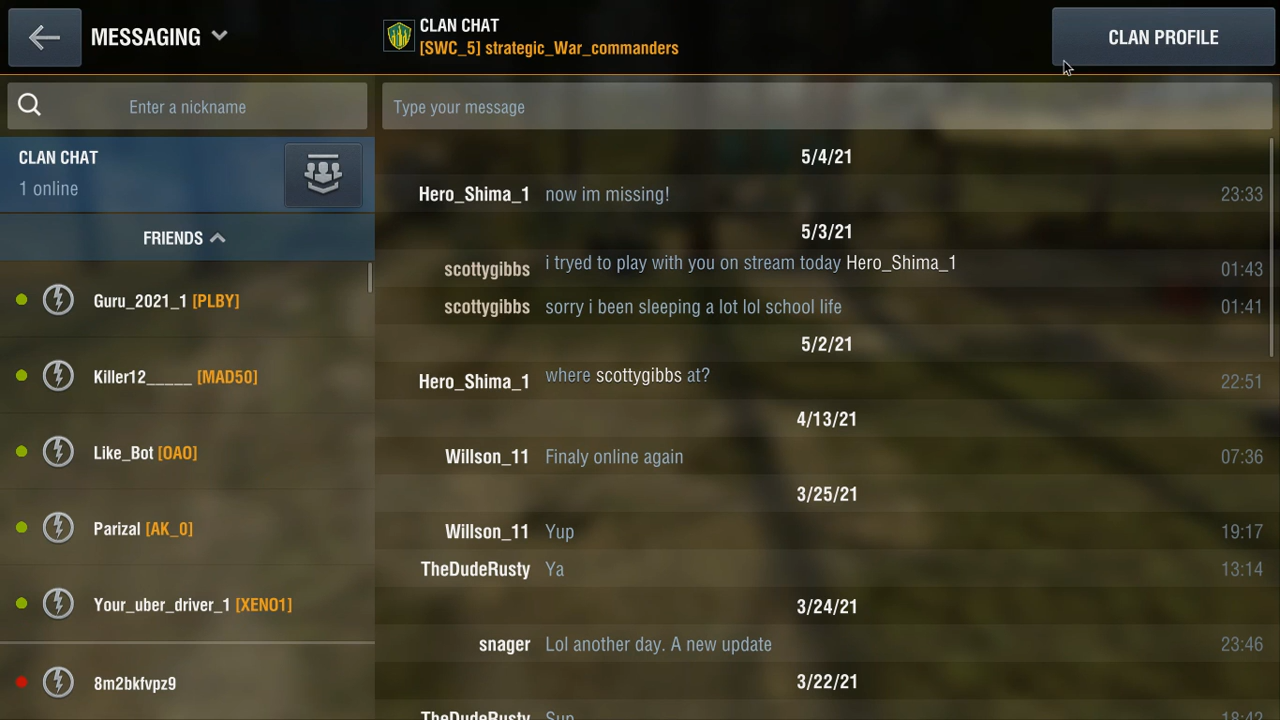 MESSAGING
CLAN CHAT
[SWC_5] strategic_War_commanders
CLAN PROFILE
Enter a nickname
Type your message
CLAN CHAT
1 online
FRIENDS
Guru_2021_1 [PLBY]
Killer12_____ [MAD50]
Like_Bot [OAO]
Parizal [AK_0]
Your_uber_driver_1 [XENO1]
8m2bkfvpz9
5/4/21
Hero_Shima_1 now im missing! 23:33
5/3/21
scottygibbs i tryed to play with you on stream today Hero_Shima_1 01:43
scottygibbs sorry i been sleeping a lot lol school life 01:41
5/2/21
Hero_Shima_1 where scottygibbs at? 22:51
4/13/21
Willson_11 Finaly online again 07:36
3/25/21
Willson_11 Yup 19:17
TheDudeRusty Ya 13:14
3/24/21
snager Lol another day. A new update 23:46
3/22/21
TheDudeRusty Sup 18:42